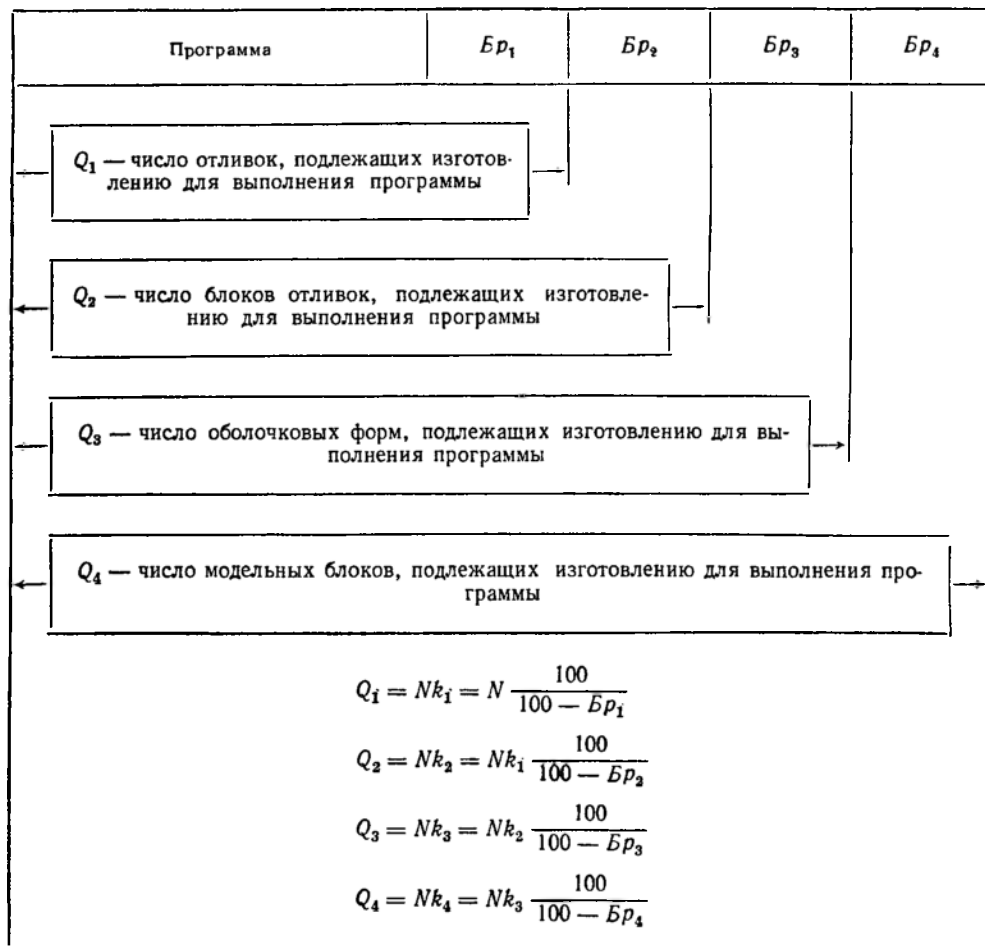 Программа Бр₁ Бр₂ Бр₃ Бр₄
Q₁ — число отливок, подлежащих изготов-
лению для выполнения программы
Q₂ — число блоков отливок, подлежащих изготовле-
нию для выполнения программы
Q₃ — число оболочковых форм, подлежащих изготовлению для вы-
полнения программы
Q₄ — число модельных блоков, подлежащих изготовлению для выполнения про-
граммы
Q₁ = Nk₁ = N 100 / (100 — Бр₁)
Q₂ = Nk₂ = Nk₁ 100 / (100 — Бр₂)
Q₃ = Nk₃ = Nk₂ 100 / (100 — Бр₃)
Q₄ = Nk₄ = Nk₃ 100 / (100 — Бр₄)